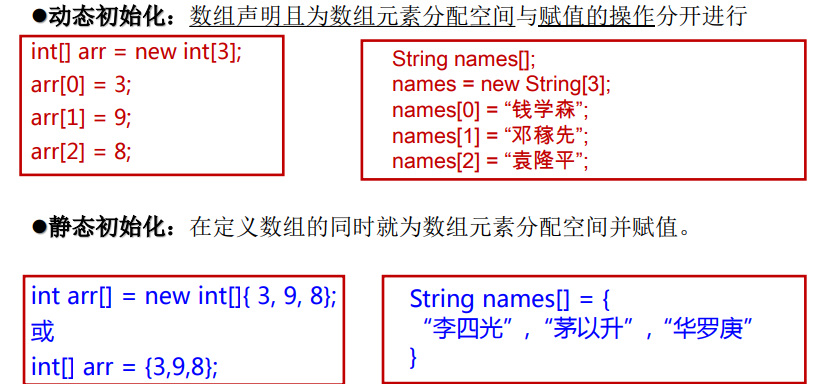 ●动态初始化：数组声明且为数组元素分配空间与赋值的操作分开进行
int[] arr = new int[3];
arr[0] = 3;
arr[1] = 9;
arr[2] = 8;
String names[];
names = new String[3];
names[0] = “钱学森”;
names[1] = “邓稼先”;
names[2] = “袁隆平”;
●静态初始化：在定义数组的同时就为数组元素分配空间并赋值。
int arr[] = new int[]{ 3, 9, 8};
或
int[] arr = {3,9,8};
String names[] = {
“李四光”,“茅以升”,“华罗庚”
}